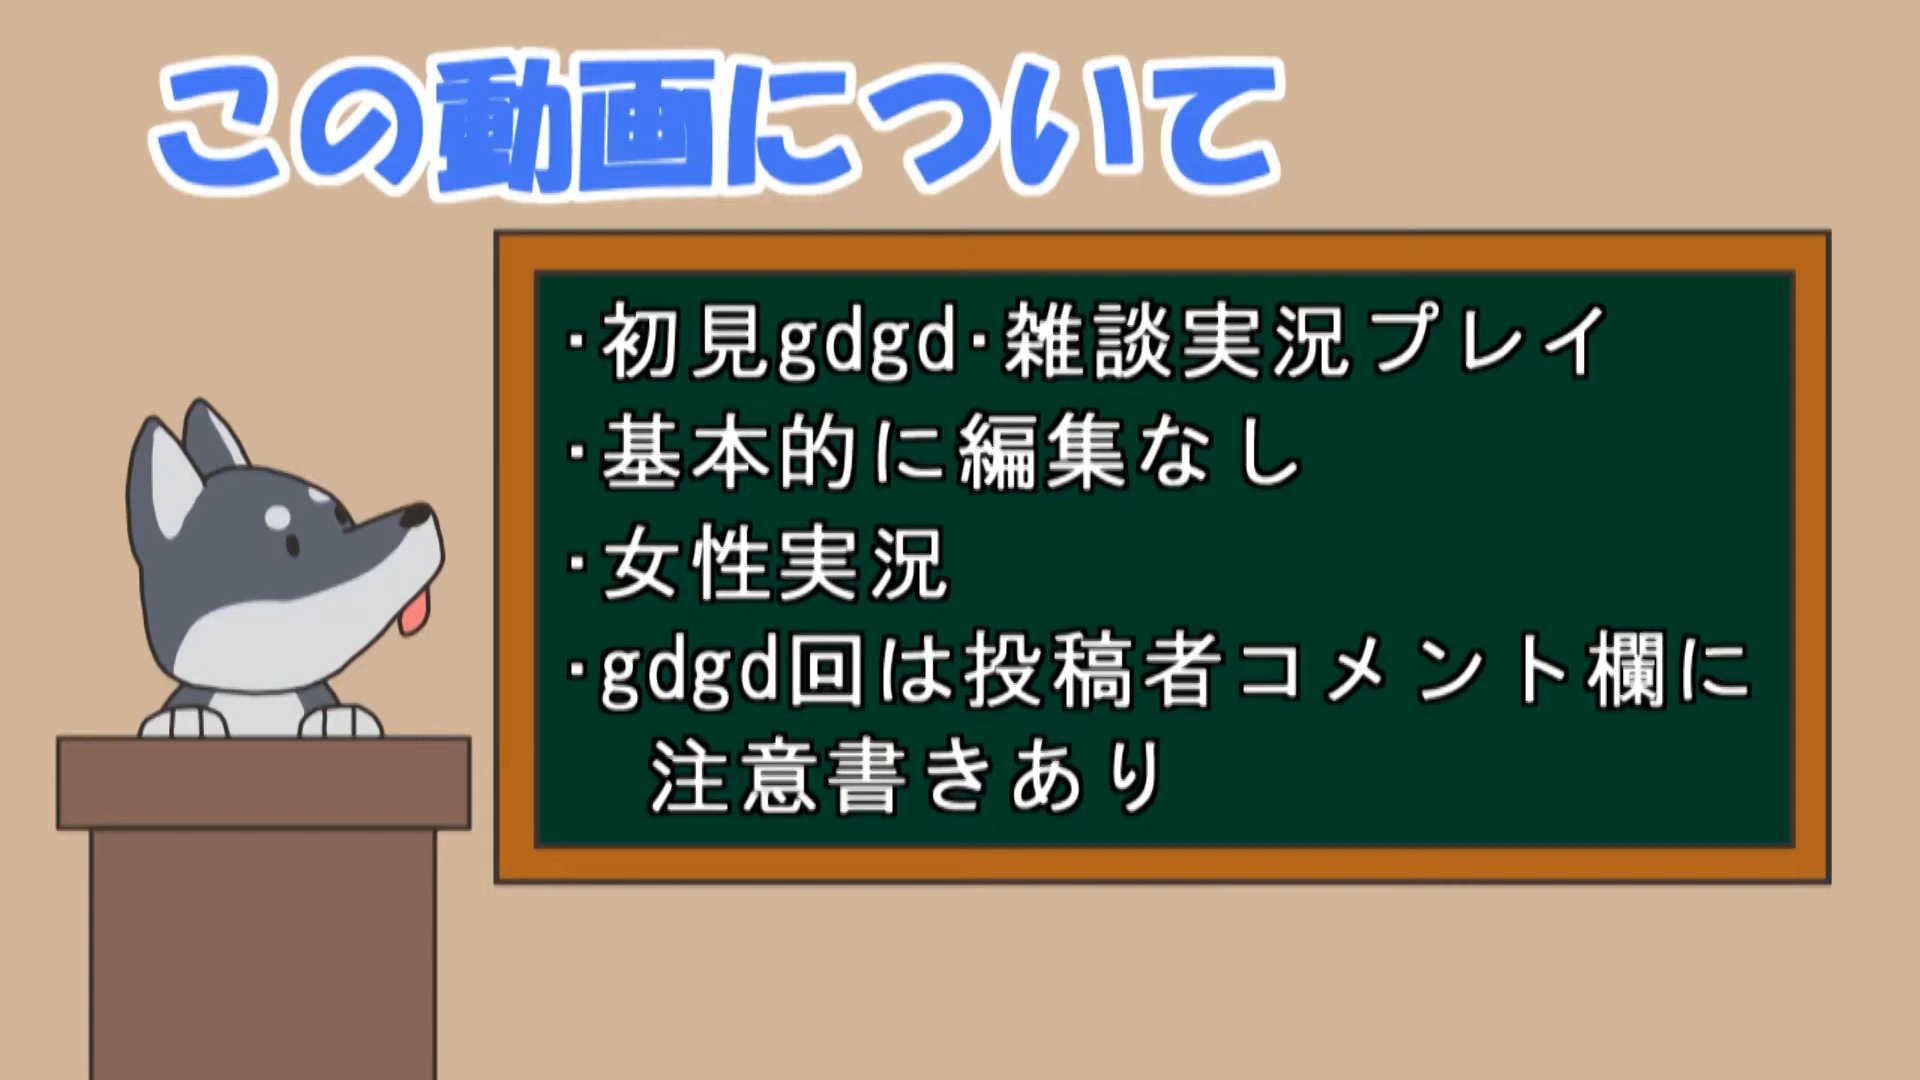 この動画について
·初見gdgd·雑談実況プレイ
·基本的に編集なし
·女性実況
·gdgd回は投稿者コメント欄に
注意書きあり